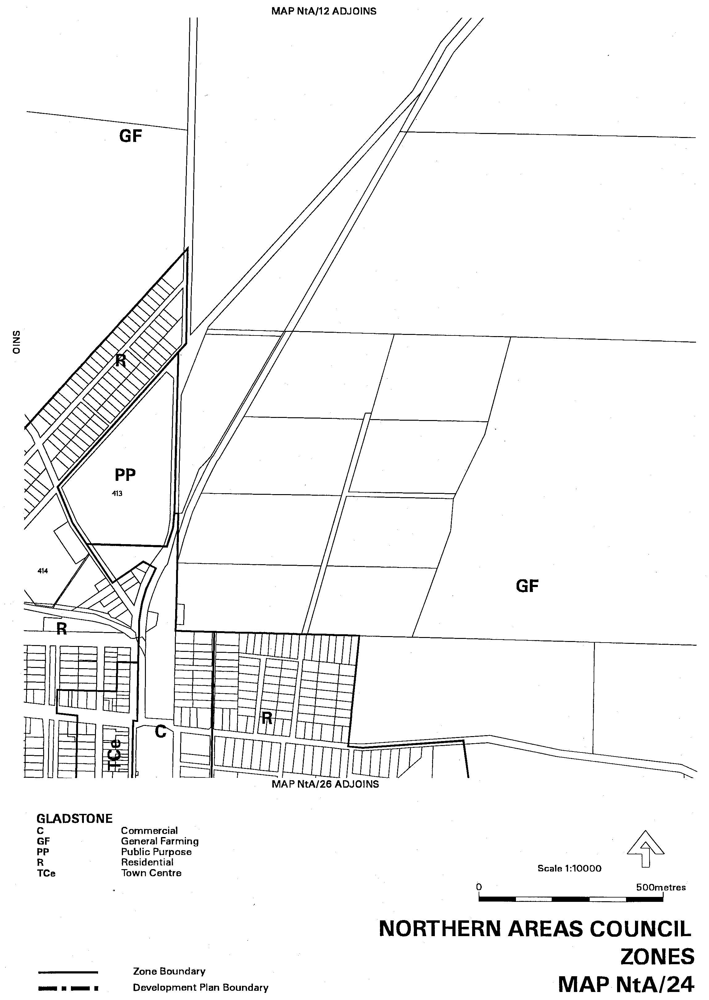 MAP NtA/12 ADJOINS
GF
OINS
R
PP
413
414
GF
R
R
C
TCe
MAP NtA/26 ADJOINS
GLADSTONE
C Commercial
GF General Farming
PP Public Purpose
R Residential
TCe Town Centre
Scale 1:10000
0 500metres
NORTHERN AREAS COUNCIL
ZONES
MAP NtA/24
Zone Boundary
Development Plan Boundary